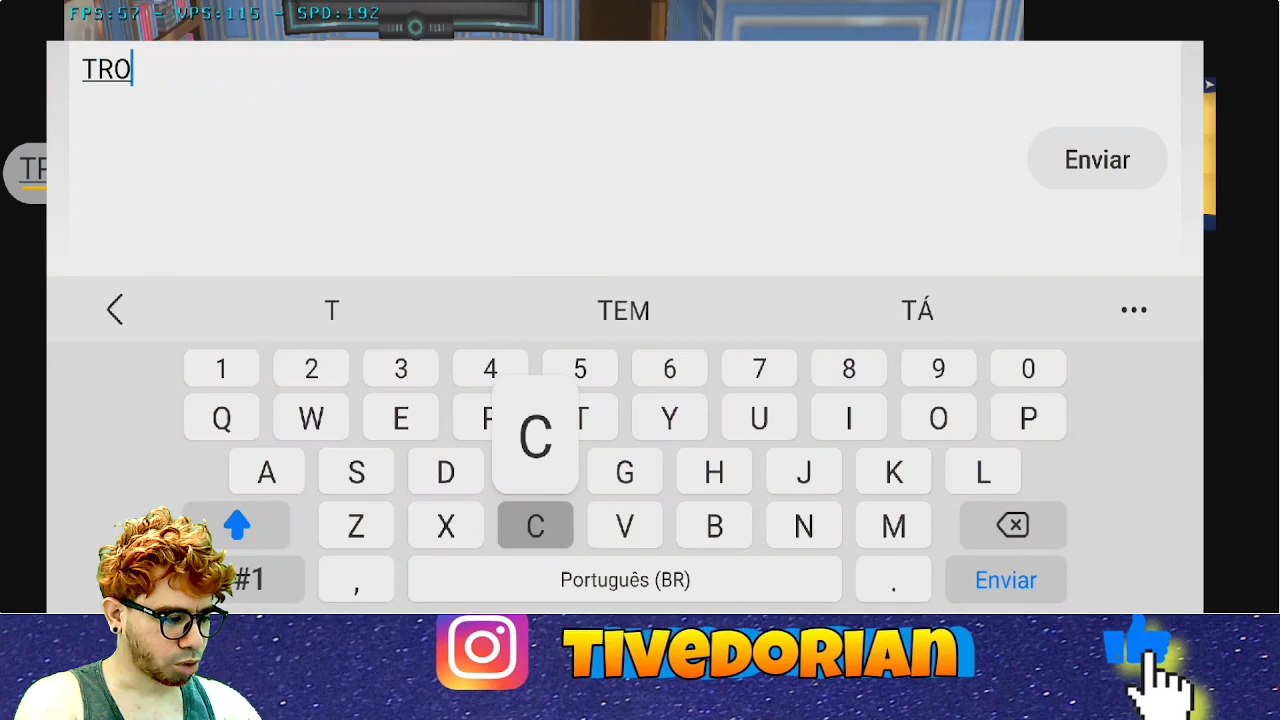 FPS:57 - VPS:115 - SPD:192
TRO
TR
Enviar
T TEM TÁ ...
1 2 3 4 5 6 7 8 9 0
Q W E R T Y U I O P
C
A S D G H J K L
Z X C V B N M
#1 , Português (BR) . Enviar
TIVEDORIAN